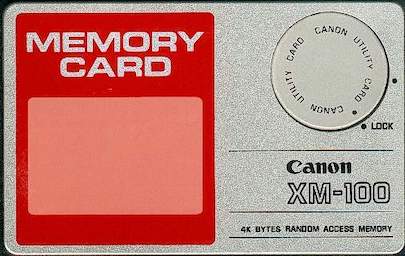 MEMORY
CARD
CANON UTILITY CARD
CANON UTILITY CARD
LOCK
Canon
XM-100
4K BYTES RANDOM ACCESS MEMORY